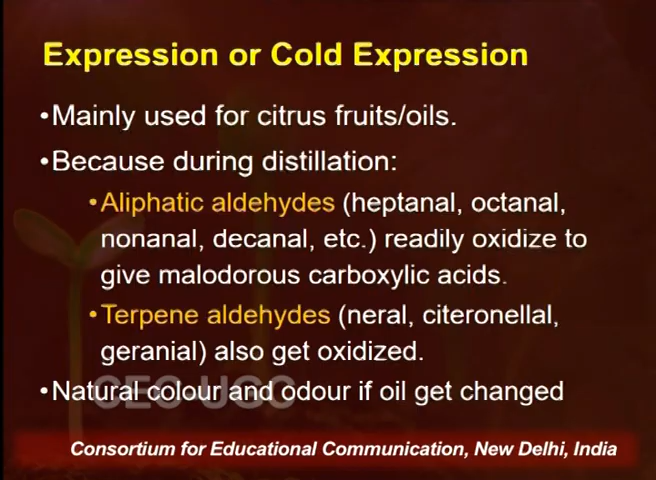 Expression or Cold Expression
•Mainly used for citrus fruits/oils.
•Because during distillation:
•Aliphatic aldehydes (heptanal, octanal,
nonanal, decanal, etc.) readily oxidize to
give malodorous carboxylic acids.
•Terpene aldehydes (neral, citeronellal,
geranial) also get oxidized.
•Natural colour and odour if oil get changed
CEC-UGC
Consortium for Educational Communication, New Delhi, India